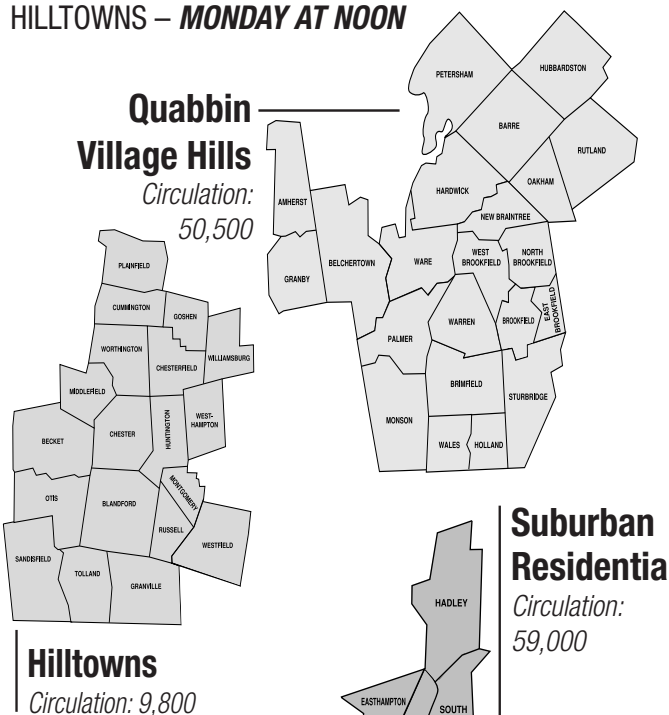 HILLTOWNS – MONDAY AT NOON
Quabbin
Village Hills
Circulation:
50,500
PETERSHAM
HUBBARDSTON
BARRE
RUTLAND
HARDWICK
OAKHAM
NEW BRAINTREE
AMHERST
BELCHERTOWN
GRANBY
WARE
WEST
BROOKFIELD
NORTH
BROOKFIELD
EAST
BROOKFIELD
BROOKFIELD
WARREN
PALMER
BRIMFIELD
STURBRIDGE
MONSON
WALES
HOLLAND
PLAINFIELD
CUMMINGTON
GOSHEN
WORTHINGTON
CHESTERFIELD
WILLIAMSBURG
MIDDLEFIELD
BECKET
CHESTER
HUNTINGTON
WEST-
HAMPTON
MONTGOMERY
OTIS
BLANDFORD
RUSSELL
WESTFIELD
SANDISFIELD
TOLLAND
GRANVILLE
Hilltowns
Circulation: 9,800
Suburban
Residentia
Circulation:
59,000
HADLEY
EASTHAMPTON
SOUTH